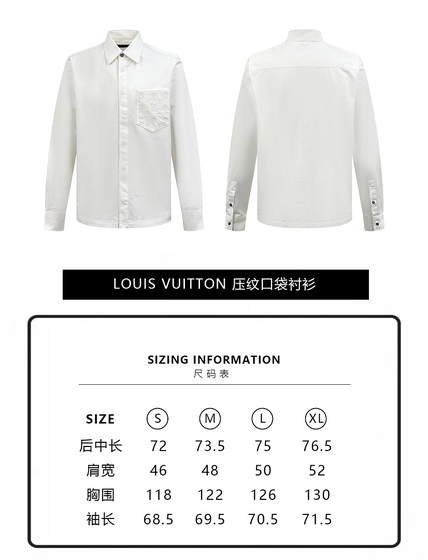 LOUIS VUITTON 压纹口袋衬衫
SIZING INFORMATION
尺码表
SIZE S M L XL
后中长 72 73.5 75 76.5
肩宽 46 48 50 52
胸围 118 122 126 130
袖长 68.5 69.5 70.5 71.5